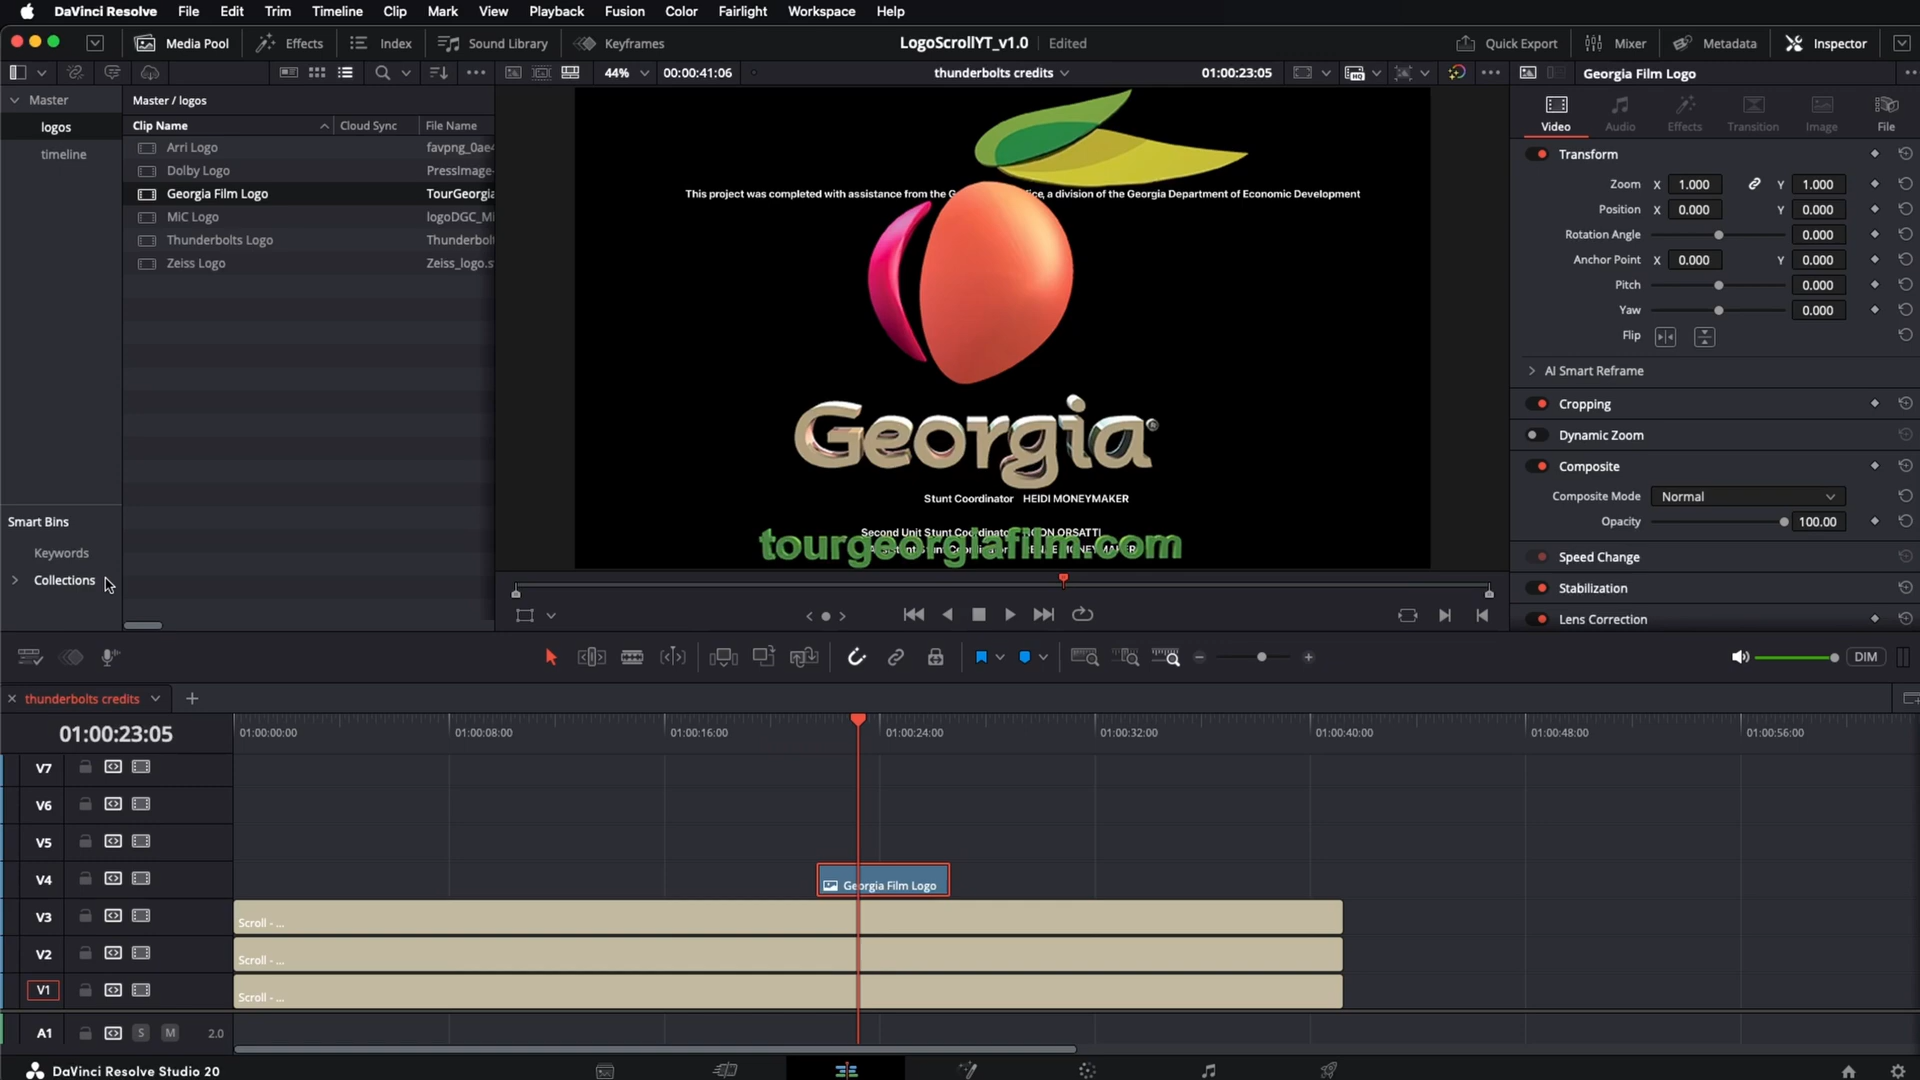 DaVinci Resolve File Edit Trim Timeline Clip Mark View Playback Fusion Color Fairlight Workspace Help
Media Pool Effects Index Sound Library Keyframes LogoScrollYT_v1.0 Edited Quick Export Mixer Metadata Inspector
44% 00:00:41:06 thunderbolts credits 01:00:23:05 Georgia Film Logo
Master
logos
timeline
Master / logos
Clip Name Cloud Sync File Name
Arri Logo favpng_0ae4
Dolby Logo PressImage-
Georgia Film Logo TourGeorgia
MiC Logo logoDGC_Mi
Thunderbolts Logo Thunderbolt
Zeiss Logo Zeiss_logo.s
Smart Bins
Keywords
Collections
This project was completed with assistance from the G ice, a division of the Georgia Department of Economic Development
Georgia®
Stunt Coordinator HEIDI MONEYMAKER
Second Unit Stunt Coordinator ORSATTI
tourgeorgiafilm.com
Video Audio Effects Transition Image File
Transform
Zoom X 1.000 Y 1.000
Position X 0.000 Y 0.000
Rotation Angle 0.000
Anchor Point X 0.000 Y 0.000
Pitch 0.000
Yaw 0.000
Flip
AI Smart Reframe
Cropping
Dynamic Zoom
Composite
Composite Mode Normal
Opacity 100.00
Speed Change
Stabilization
Lens Correction
DIM
thunderbolts credits
01:00:23:05
01:00:00:00 01:00:08:00 01:00:16:00 01:00:24:00 01:00:32:00 01:00:40:00 01:00:48:00 01:00:56:00
V7
V6
V5
V4 Georgia Film Logo
V3 Scroll - ...
V2 Scroll - ...
V1 Scroll - ...
A1 S M 2.0
DaVinci Resolve Studio 20